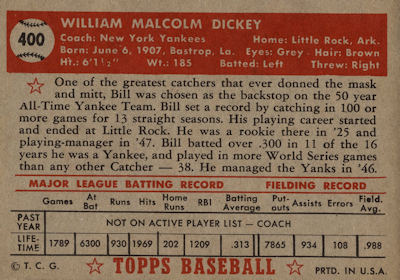 400
WILLIAM MALCOLM DICKEY
Coach: New York Yankees Home: Little Rock, Ark.
Born: June 6, 1907, Bastrop, La. Eyes: Grey - Hair: Brown
Ht.: 6'1½" Wt.: 185 Batted: Left Threw: Right
One of the greatest catchers that ever donned the mask
and mitt, Bill was chosen as the backstop on the 50 year
All-Time Yankee Team. Bill set a record by catching in 100 or
more games for 13 straight seasons. His playing career started
and ended at Little Rock. He was a rookie there in '25 and
playing-manager in '47. Bill batted over .300 in 11 of the 16
years he was a Yankee, and played in more World Series games
than any other Catcher — 38. He managed the Yanks in '46.
MAJOR LEAGUE BATTING RECORD FIELDING RECORD
Games At Bat Runs Hits Home Runs RBI Batting Average Put-outs Assists Errors Field. Avg.
PAST YEAR NOT ON ACTIVE PLAYER LIST — COACH
LIFE-TIME 1789 6300 930 1969 202 1209 .313 7865 934 108 .988
© T. C. G. TOPPS BASEBALL PRTD. IN U.S.A.